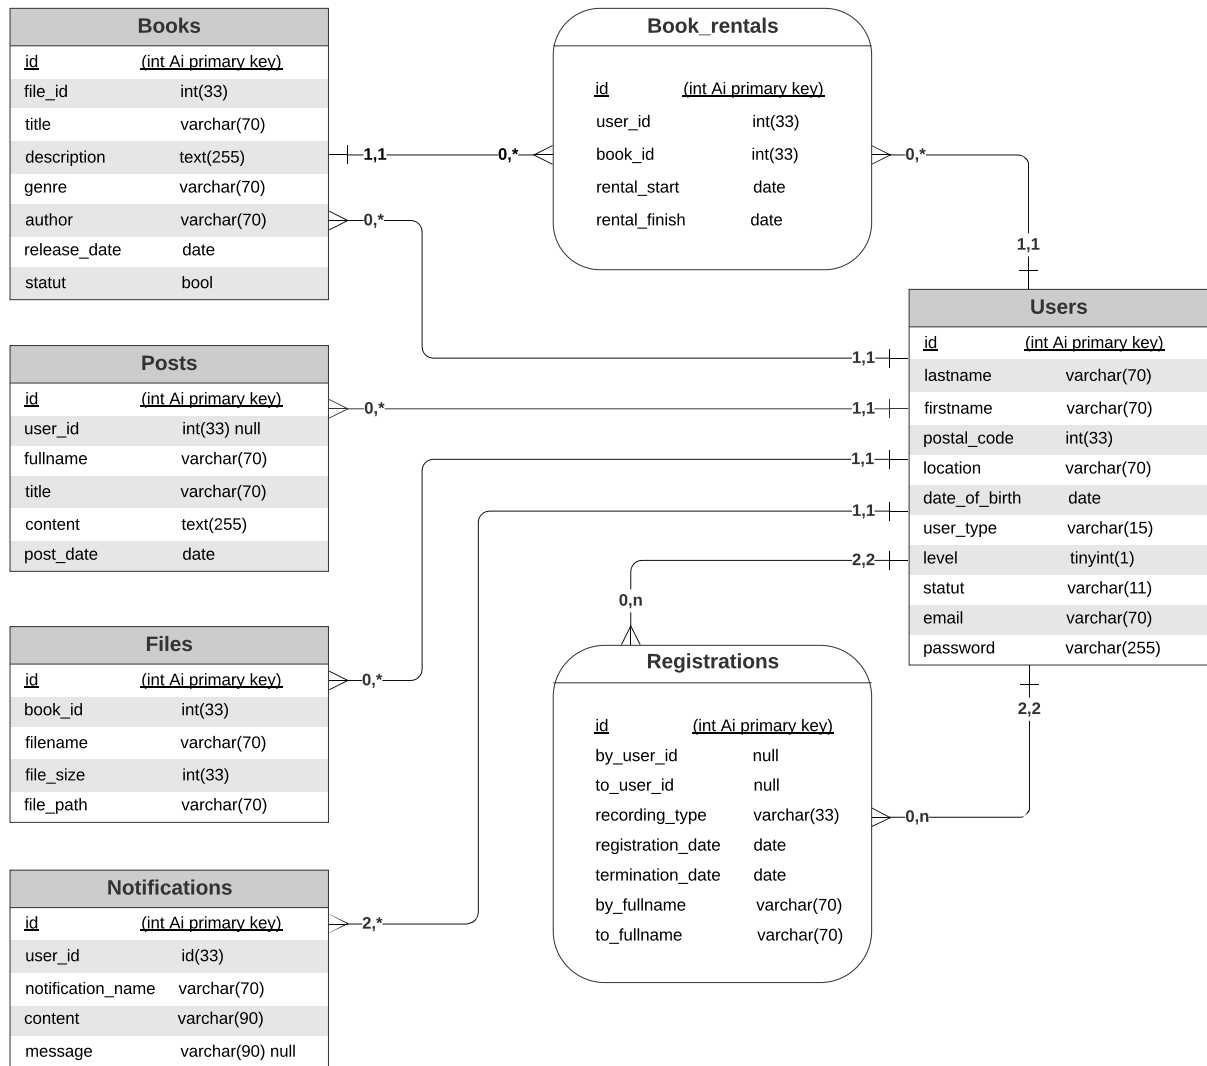 Books
id (int Ai primary key)
file_id int(33)
title varchar(70)
description text(255)
genre varchar(70)
author varchar(70)
release_date date
statut bool
1,1
0,*
0,*
Book_rentals
id (int Ai primary key)
user_id int(33)
book_id int(33)
rental_start date
rental_finish date
0,*
1,1
Users
id (int Ai primary key)
lastname varchar(70)
firstname varchar(70)
postal_code int(33)
location varchar(70)
date_of_birth date
user_type varchar(15)
level tinyint(1)
statut varchar(11)
email varchar(70)
password varchar(255)
1,1
1,1
1,1
1,1
2,2
2,2
Posts
id (int Ai primary key)
user_id int(33) null
fullname varchar(70)
title varchar(70)
content text(255)
post_date date
0,*
Files
id (int Ai primary key)
book_id int(33)
filename varchar(70)
file_size int(33)
file_path varchar(70)
0,*
0,n
Registrations
id (int Ai primary key)
by_user_id null
to_user_id null
recording_type varchar(33)
registration_date date
termination_date date
by_fullname varchar(70)
to_fullname varchar(70)
0,n
Notifications
id (int Ai primary key)
user_id id(33)
notification_name varchar(70)
content varchar(90)
message varchar(90) null
2,*